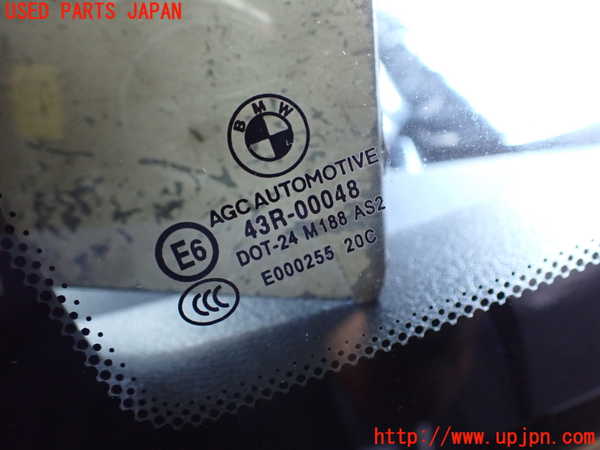 USED PARTS JAPAN
BMW
AGC AUTOMOTIVE
43R-00048
DOT-24 M188 AS2
E000255 20C
E6
CCC
http://www.upjpn.com/